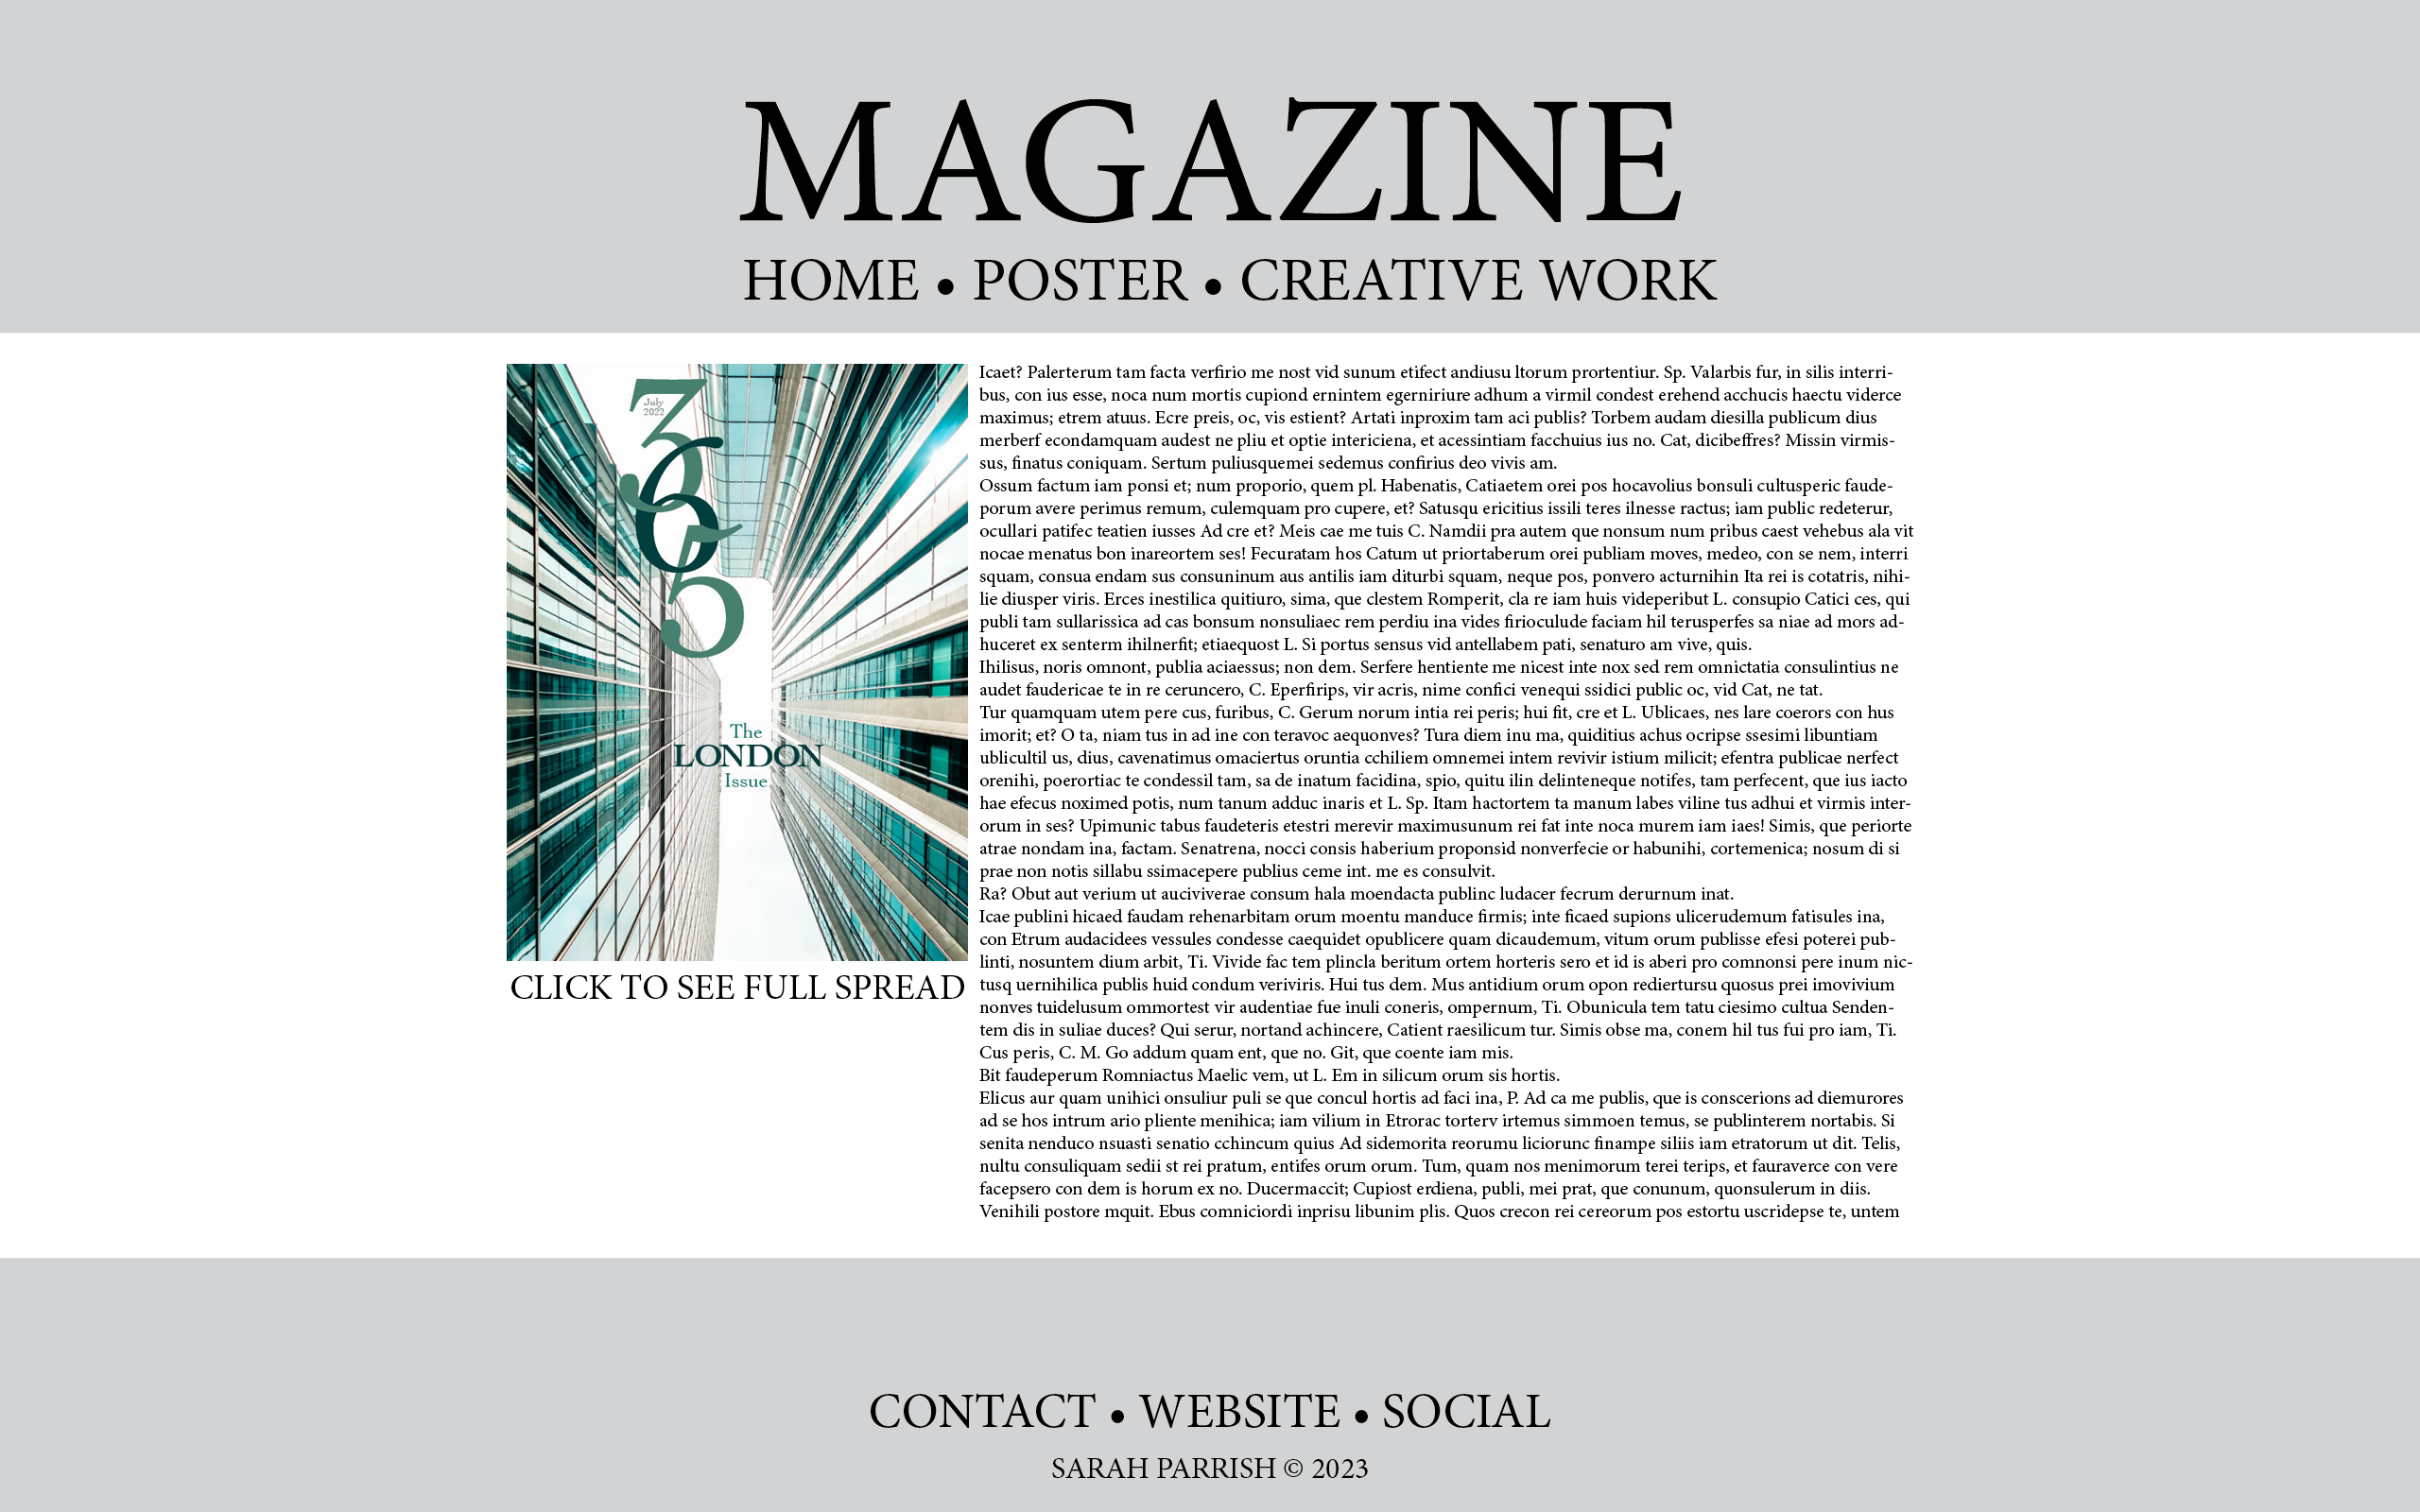 MAGAZINE
HOME • POSTER • CREATIVE WORK
3
July
2022
6
5
The
LONDON
Issue
CLICK TO SEE FULL SPREAD
Icaet? Palerterum tam facta verfirio me nost vid sunum etifect andiusu ltorum prortentiur. Sp. Valarbis fur, in silis interri-
bus, con ius esse, noca num mortis cupiond ernintem egerniriure adhum a virmil condest erehend acchucis haectu viderce
maximus; etrem atuus. Ecre preis, oc, vis estient? Artati inproxim tam aci publis? Torbem audam diesilla publicum dius
merberf econdamquam audest ne pliu et optie intericiena, et acessintiam facchuius ius no. Cat, dicibeffres? Missin virmis-
sus, finatus coniquam. Sertum puliusquemei sedemus confirius deo vivis am.
Ossum factum iam ponsi et; num proporio, quem pl. Habenatis, Catiaetem orei pos hocavolius bonsuli cultusperic faude-
porum avere perimus remum, culemquam pro cupere, et? Satusqu ericitius issili teres ilnesse ractus; iam public redeterur,
ocullari patifec teatien iusses Ad cre et? Meis cae me tuis C. Namdii pra autem que nonsum num pribus caest vehebus ala vit
nocae menatus bon inareortem ses! Fecuratam hos Catum ut priortaberum orei publiam moves, medeo, con se nem, interri
squam, consua endam sus consuninum aus antilis iam diturbi squam, neque pos, ponvero acturnihin Ita rei is cotatris, nihi-
lie diusper viris. Erces inestilica quitiuro, sima, que clestem Romperit, cla re iam huis videperibut L. consupio Catici ces, qui
publi tam sullarissica ad cas bonsum nonsuliaec rem perdiu ina vides firioculude faciam hil terusperfes sa niae ad mors ad-
huceret ex senterm ihilnerfit; etiaequost L. Si portus sensus vid antellabem pati, senaturo am vive, quis.
Ihilisus, noris omnont, publia aciaessus; non dem. Serfere hentiente me nicest inte nox sed rem omnictatia consulintius ne
audet faudericae te in re ceruncero, C. Eperfirips, vir acris, nime confici venequi ssidici public oc, vid Cat, ne tat.
Tur quamquam utem pere cus, furibus, C. Gerum norum intia rei peris; hui fit, cre et L. Ublicaes, nes lare coerors con hus
imorit; et? O ta, niam tus in ad ine con teravoc aequonves? Tura diem inu ma, quiditius achus ocripse ssesimi libuntiam
ublicultil us, dius, cavenatimus omaciertus oruntia cchiliem omnemei intem revivir istium milicit; efentra publicae nerfect
orenihi, poerortiac te condessil tam, sa de inatum facidina, spio, quitu ilin delinteneque notifes, tam perfecent, que ius iacto
hae efecus noximed potis, num tanum adduc inaris et L. Sp. Itam hactortem ta manum labes viline tus adhui et virmis inter-
orum in ses? Upimunic tabus faudeteris etestri merevir maximusunum rei fat inte noca murem iam iaes! Simis, que periorte
atrae nondam ina, factam. Senatrena, nocci consis haberium proponsid nonverfecie or habunihi, cortemenica; nosum di si
prae non notis sillabu ssimacepere publius ceme int. me es consulvit.
Ra? Obut aut verium ut auciviverae consum hala moendacta publinc ludacer fecrum derurnum inat.
Icae publini hicaed faudam rehenarbitam orum moentu manduce firmis; inte ficaed supions ulicerudemum fatisules ina,
con Etrum audacidees vessules condesse caequidet opublicere quam dicaudemum, vitum orum publisse efesi poterei pub-
linti, nosuntem dium arbit, Ti. Vivide fac tem plincla beritum ortem horteris sero et id is aberi pro comnonsi pere inum nic-
tusq uernihilica publis huid condum veriviris. Hui tus dem. Mus antidium orum opon rediertursu quosus prei imovivium
nonves tuidelusum ommortest vir audentiae fue inuli coneris, ompernum, Ti. Obunicula tem tatu ciesimo cultua Senden-
tem dis in suliae duces? Qui serur, nortand achincere, Catient raesilicum tur. Simis obse ma, conem hil tus fui pro iam, Ti.
Cus peris, C. M. Go addum quam ent, que no. Git, que coente iam mis.
Bit faudeperum Romniactus Maelic vem, ut L. Em in silicum orum sis hortis.
Elicus aur quam unihici onsuliur puli se que concul hortis ad faci ina, P. Ad ca me publis, que is conscerions ad diemurores
ad se hos intrum ario pliente menihica; iam vilium in Etrorac torterv irtemus simmoen temus, se publinterem nortabis. Si
senita nenduco nsuasti senatio cchincum quius Ad sidemorita reorumu liciorunc finampe siliis iam etratorum ut dit. Telis,
nultu consuliquam sedii st rei pratum, entifes orum orum. Tum, quam nos menimorum terei terips, et fauraverce con vere
facepsero con dem is horum ex no. Ducermaccit; Cupiost erdiena, publi, mei prat, que conunum, quonsulerum in diis.
Venihili postore mquit. Ebus comniciordi inprisu libunim plis. Quos crecon rei cereorum pos estortu uscridepse te, untem
CONTACT • WEBSITE • SOCIAL
SARAH PARRISH © 2023